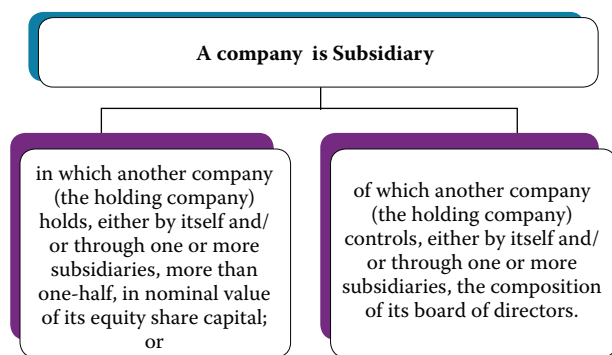 A company is Subsidiary
in which another company
(the holding company)
holds, either by itself and/
or through one or more
subsidiaries, more than
one-half, in nominal value
of its equity share capital;
or
of which another company
(the holding company)
controls, either by itself and/
or through one or more
subsidiaries, the composition
of its board of directors.